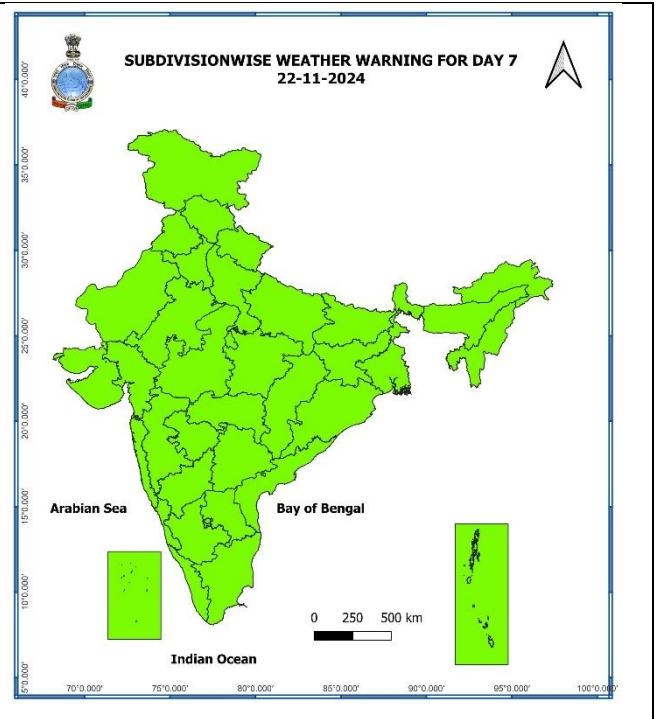 SUBDIVISIONWISE WEATHER WARNING FOR DAY 7
22-11-2024
40°0.000'
35°0.000'
30°0.000'
25°0.000'
20°0.000'
15°0.000'
10°0.000'
5°0.000'
Arabian Sea
Bay of Bengal
0 250 500 km
Indian Ocean
70°0.000' 75°0.000' 80°0.000' 85°0.000' 90°0.000' 95°0.000' 100°0.000'